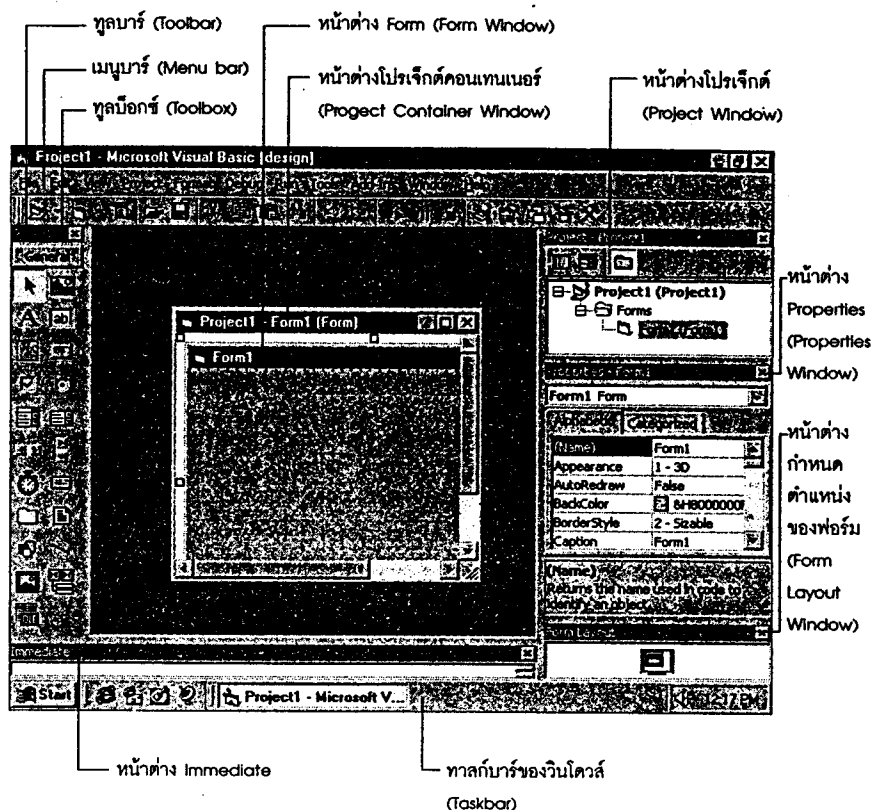 ทูลบาร์ (Toolbar)
เมนูบาร์ (Menu bar)
ทูลบ็อกซ์ (Toolbox)
หน้าต่าง Form (Form Window)
หน้าต่างโปรเจ็กต์คอนเทนเนอร์
(Progect Container Window)
หน้าต่างโปรเจ็กต์
(Project Window)
Project1 - Microsoft Visual Basic [design]
General
Project1 - Form1 (Form)
Form1
Project1 (Project1)
Forms
Form1 Form
Alphabetic Categorized
(Name) Form1
Appearance 1 - 3D
AutoRedraw False
BackColor &H8000000F
BorderStyle 2 - Sizable
Caption Form1
(Name)
Returns the name used in code to
identify an object.
Form Layout
หน้าต่าง
Properties
(Properties
Window)
หน้าต่าง
กำหนด
ตำแหน่ง
ของฟอร์ม
(Form
Layout
Window)
Immediate
Start
Project1 - Microsoft V...
หน้าต่าง Immediate
ทาสก์บาร์ของวินโดวส์
(Taskbar)